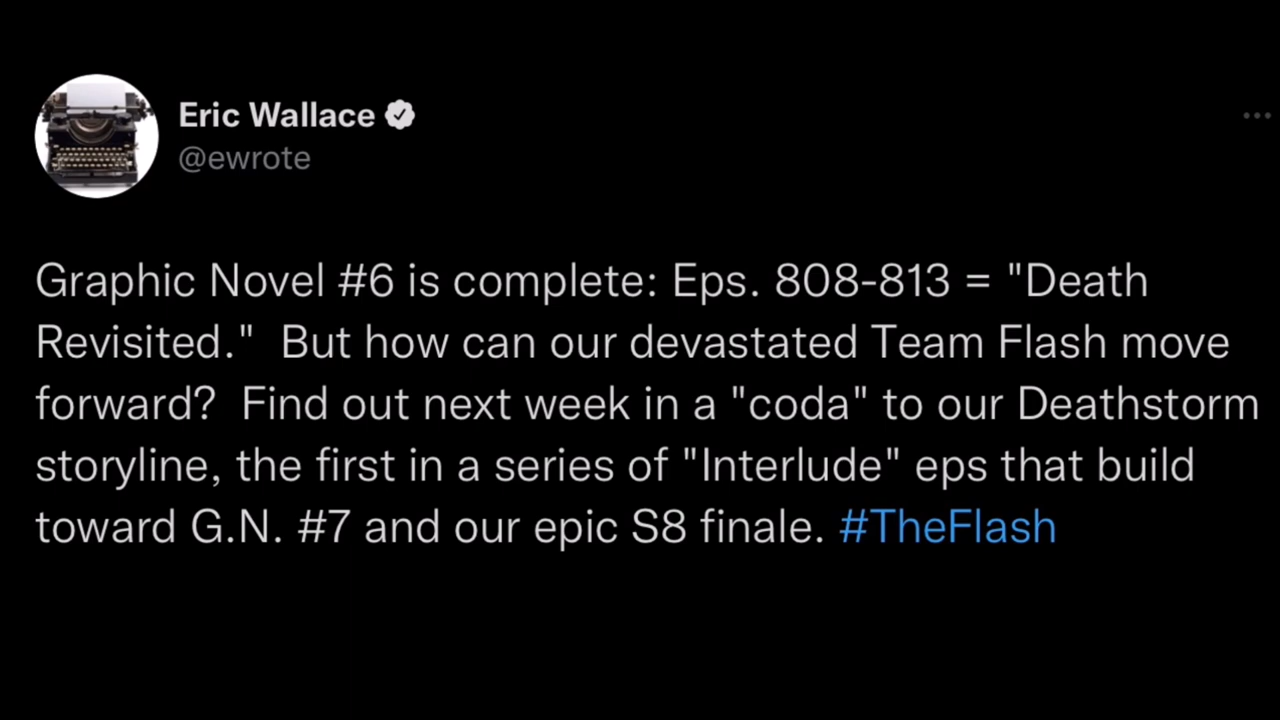 Eric Wallace
@ewrote
Graphic Novel #6 is complete: Eps. 808-813 = "Death
Revisited."  But how can our devastated Team Flash move
forward?  Find out next week in a "coda" to our Deathstorm
storyline, the first in a series of "Interlude" eps that build
toward G.N. #7 and our epic S8 finale. #TheFlash